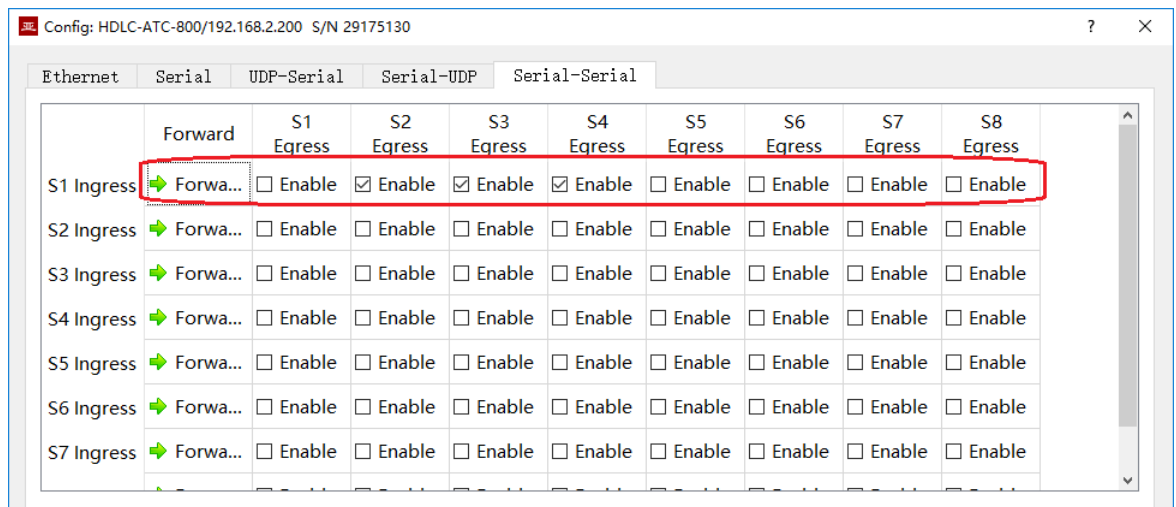 亚 Config: HDLC-ATC-800/192.168.2.200 S/N 29175130 ?
Ethernet Serial UDP-Serial Serial-UDP Serial-Serial
Forward S1 Egress S2 Egress S3 Egress S4 Egress S5 Egress S6 Egress S7 Egress S8 Egress
S1 Ingress Forwa... Enable Enable Enable Enable Enable Enable Enable Enable
S2 Ingress Forwa... Enable Enable Enable Enable Enable Enable Enable Enable
S3 Ingress Forwa... Enable Enable Enable Enable Enable Enable Enable Enable
S4 Ingress Forwa... Enable Enable Enable Enable Enable Enable Enable Enable
S5 Ingress Forwa... Enable Enable Enable Enable Enable Enable Enable Enable
S6 Ingress Forwa... Enable Enable Enable Enable Enable Enable Enable Enable
S7 Ingress Forwa... Enable Enable Enable Enable Enable Enable Enable Enable